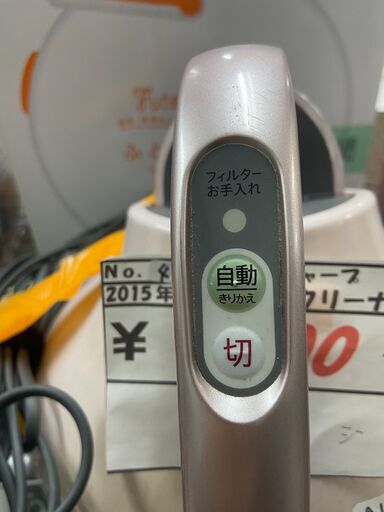 フィルター
お手入れ
自動
きりかえ
切
No.
2015年
¥
ャープ
クリーナ
00